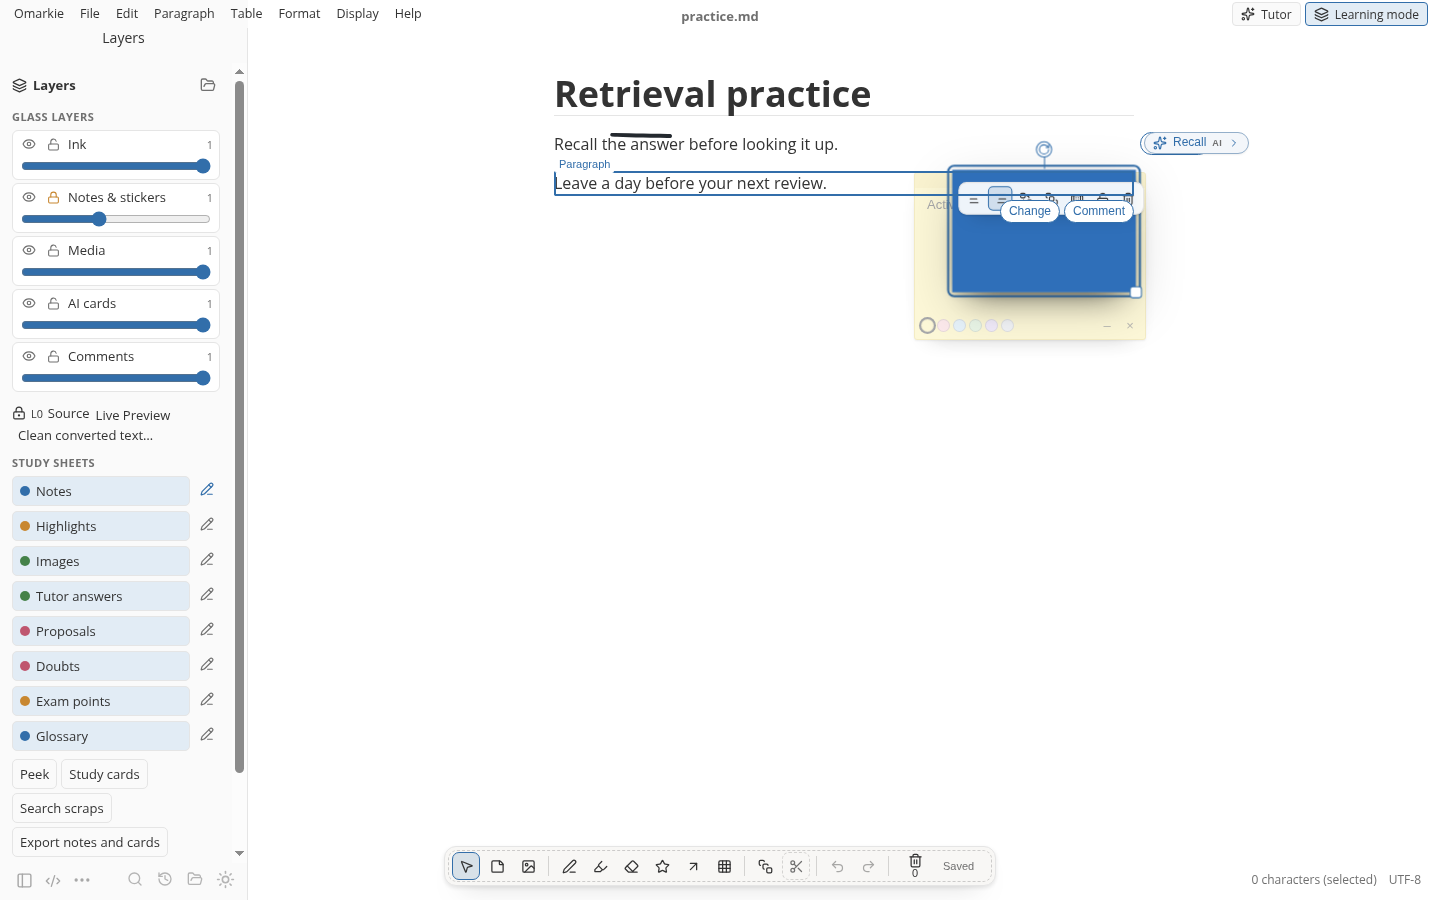 Omarkie File Edit Paragraph Table Format Display Help
practice.md
Tutor
Learning mode
Layers
Layers
GLASS LAYERS
Ink 1
Notes & stickers 1
Media 1
AI cards 1
Comments 1
L0 Source Live Preview
Clean converted text...
STUDY SHEETS
Notes
Highlights
Images
Tutor answers
Proposals
Doubts
Exam points
Glossary
Peek
Study cards
Search scraps
Export notes and cards
Retrieval practice
Recall the answer before looking it up.
Recall AI
Paragraph
Leave a day before your next review.
Change
Comment
0
Saved
0 characters (selected) UTF-8